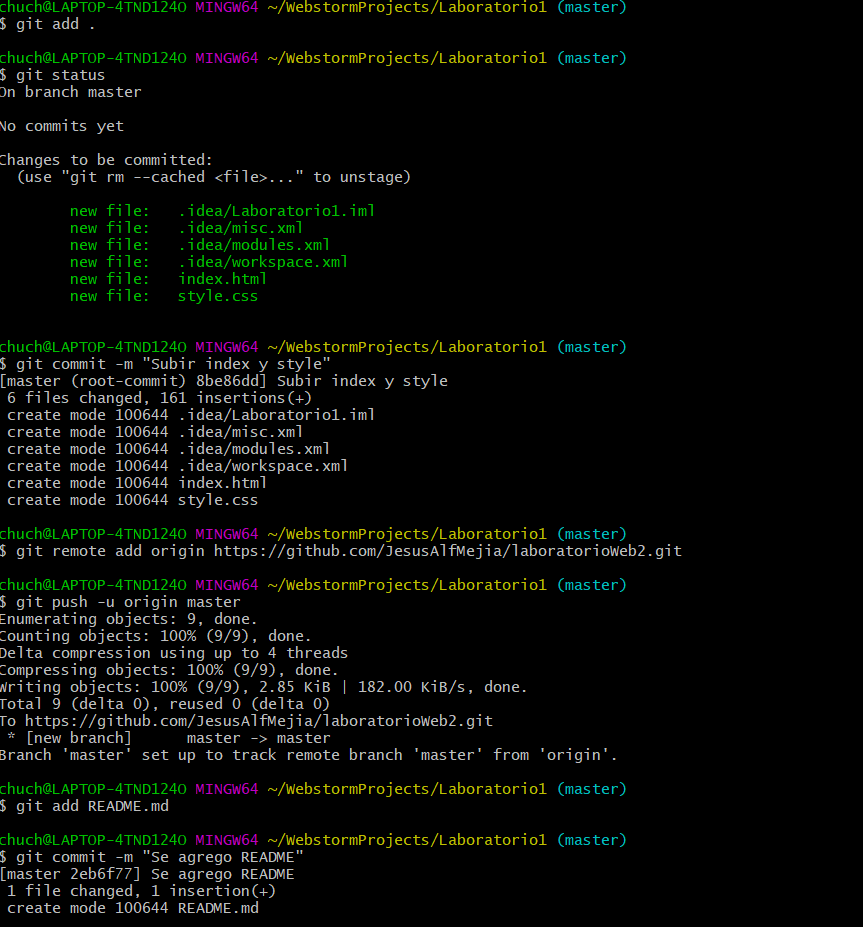 chuch@LAPTOP-4TND124O MINGW64 ~/WebstormProjects/Laboratorio1 (master)
$ git add .
chuch@LAPTOP-4TND124O MINGW64 ~/WebstormProjects/Laboratorio1 (master)
$ git status
On branch master
No commits yet
Changes to be committed:
  (use "git rm --cached <file>..." to unstage)
        new file:   .idea/Laboratorio1.iml
        new file:   .idea/misc.xml
        new file:   .idea/modules.xml
        new file:   .idea/workspace.xml
        new file:   index.html
        new file:   style.css
chuch@LAPTOP-4TND124O MINGW64 ~/WebstormProjects/Laboratorio1 (master)
$ git commit -m "Subir index y style"
[master (root-commit) 8be86dd] Subir index y style
 6 files changed, 161 insertions(+)
 create mode 100644 .idea/Laboratorio1.iml
 create mode 100644 .idea/misc.xml
 create mode 100644 .idea/modules.xml
 create mode 100644 .idea/workspace.xml
 create mode 100644 index.html
 create mode 100644 style.css
chuch@LAPTOP-4TND124O MINGW64 ~/WebstormProjects/Laboratorio1 (master)
$ git remote add origin https://github.com/JesusAlfMejia/laboratorioWeb2.git
chuch@LAPTOP-4TND124O MINGW64 ~/WebstormProjects/Laboratorio1 (master)
$ git push -u origin master
Enumerating objects: 9, done.
Counting objects: 100% (9/9), done.
Delta compression using up to 4 threads
Compressing objects: 100% (9/9), done.
Writing objects: 100% (9/9), 2.85 KiB | 182.00 KiB/s, done.
Total 9 (delta 0), reused 0 (delta 0)
To https://github.com/JesusAlfMejia/laboratorioWeb2.git
 * [new branch]      master -> master
Branch 'master' set up to track remote branch 'master' from 'origin'.
chuch@LAPTOP-4TND124O MINGW64 ~/WebstormProjects/Laboratorio1 (master)
$ git add README.md
chuch@LAPTOP-4TND124O MINGW64 ~/WebstormProjects/Laboratorio1 (master)
$ git commit -m "Se agrego README"
[master 2eb6f77] Se agrego README
 1 file changed, 1 insertion(+)
 create mode 100644 README.md